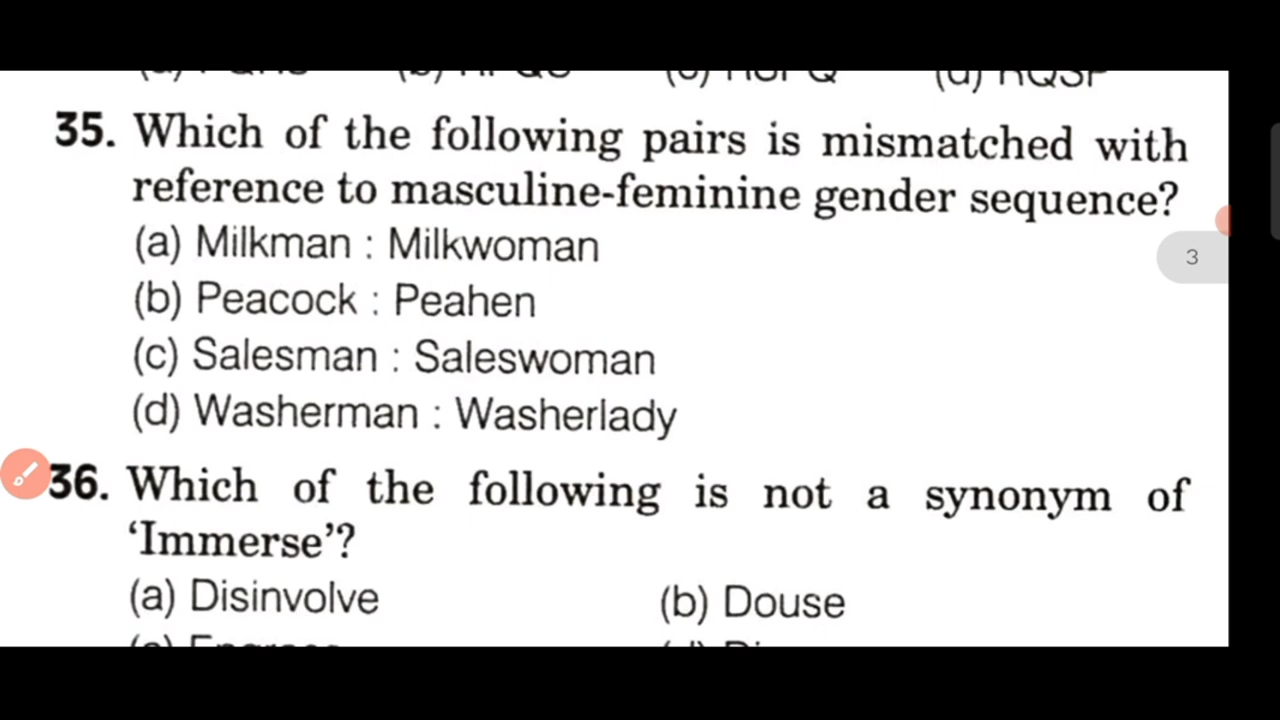 35. Which of the following pairs is mismatched with
reference to masculine-feminine gender sequence?
(a) Milkman : Milkwoman
(b) Peacock : Peahen
(c) Salesman : Saleswoman
(d) Washerman : Washerlady
3
36. Which of the following is not a synonym of
‘Immerse’?
(a) Disinvolve (b) Douse